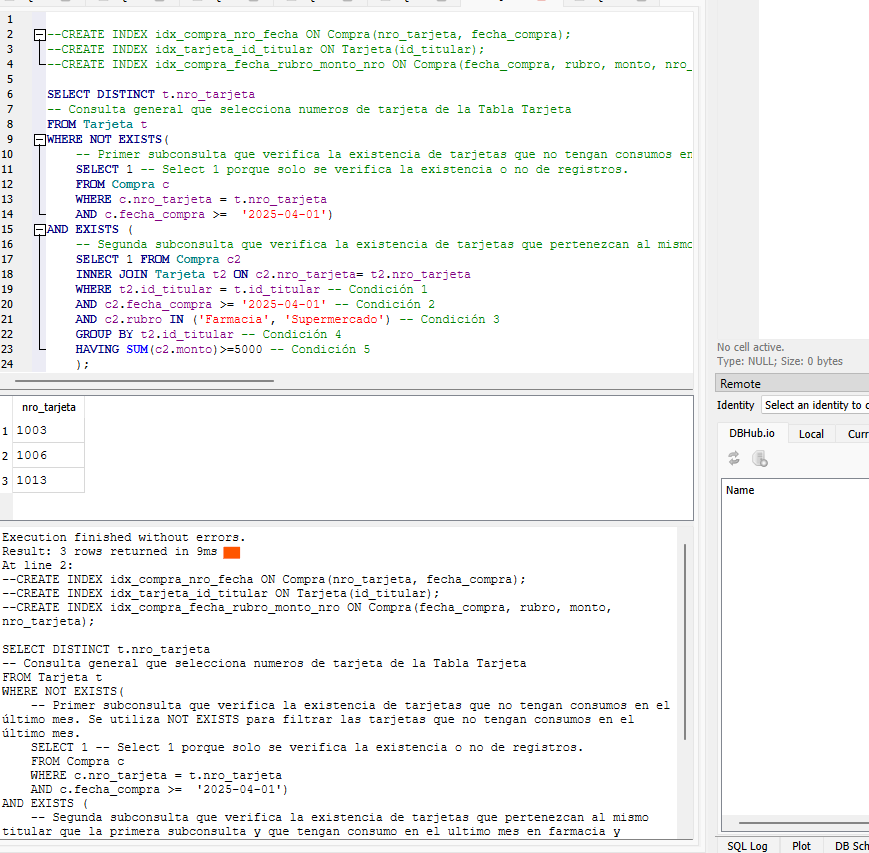 1
2 --CREATE INDEX idx_compra_nro_fecha ON Compra(nro_tarjeta, fecha_compra);
3 --CREATE INDEX idx_tarjeta_id_titular ON Tarjeta(id_titular);
4 --CREATE INDEX idx_compra_fecha_rubro_monto_nro ON Compra(fecha_compra, rubro, monto, nro_
5
6 SELECT DISTINCT t.nro_tarjeta
7 -- Consulta general que selecciona numeros de tarjeta de la Tabla Tarjeta
8 FROM Tarjeta t
9 WHERE NOT EXISTS(
10 -- Primer subconsulta que verifica la existencia de tarjetas que no tengan consumos en
11 SELECT 1 -- Select 1 porque solo se verifica la existencia o no de registros.
12 FROM Compra c
13 WHERE c.nro_tarjeta = t.nro_tarjeta
14 AND c.fecha_compra >=  '2025-04-01')
15 AND EXISTS (
16 -- Segunda subconsulta que verifica la existencia de tarjetas que pertenezcan al mismo
17 SELECT 1 FROM Compra c2
18 INNER JOIN Tarjeta t2 ON c2.nro_tarjeta= t2.nro_tarjeta
19 WHERE t2.id_titular = t.id_titular -- Condición 1
20 AND c2.fecha_compra >= '2025-04-01' -- Condición 2
21 AND c2.rubro IN ('Farmacia', 'Supermercado') -- Condición 3
22 GROUP BY t2.id_titular -- Condición 4
23 HAVING SUM(c2.monto)>=5000 -- Condición 5
24 );
nro_tarjeta
1 1003
2 1006
3 1013
Execution finished without errors.
Result: 3 rows returned in 9ms
At line 2:
--CREATE INDEX idx_compra_nro_fecha ON Compra(nro_tarjeta, fecha_compra);
--CREATE INDEX idx_tarjeta_id_titular ON Tarjeta(id_titular);
--CREATE INDEX idx_compra_fecha_rubro_monto_nro ON Compra(fecha_compra, rubro, monto,
nro_tarjeta);
SELECT DISTINCT t.nro_tarjeta
-- Consulta general que selecciona numeros de tarjeta de la Tabla Tarjeta
FROM Tarjeta t
WHERE NOT EXISTS(
-- Primer subconsulta que verifica la existencia de tarjetas que no tengan consumos en el
último mes. Se utiliza NOT EXISTS para filtrar las tarjetas que no tengan consumos en el
último mes.
SELECT 1 -- Select 1 porque solo se verifica la existencia o no de registros.
FROM Compra c
WHERE c.nro_tarjeta = t.nro_tarjeta
AND c.fecha_compra >=  '2025-04-01')
AND EXISTS (
-- Segunda subconsulta que verifica la existencia de tarjetas que pertenezcan al mismo
titular que la primera subconsulta y que tengan consumo en el ultimo mes en farmacia y
No cell active.
Type: NULL; Size: 0 bytes
Remote
Identity Select an identity to c
DBHub.io Local Curr
Name
SQL Log Plot DB Sch